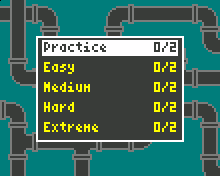 Practice 0/2
Easy 0/2
Medium 0/2
Hard 0/2
Extreme 0/2